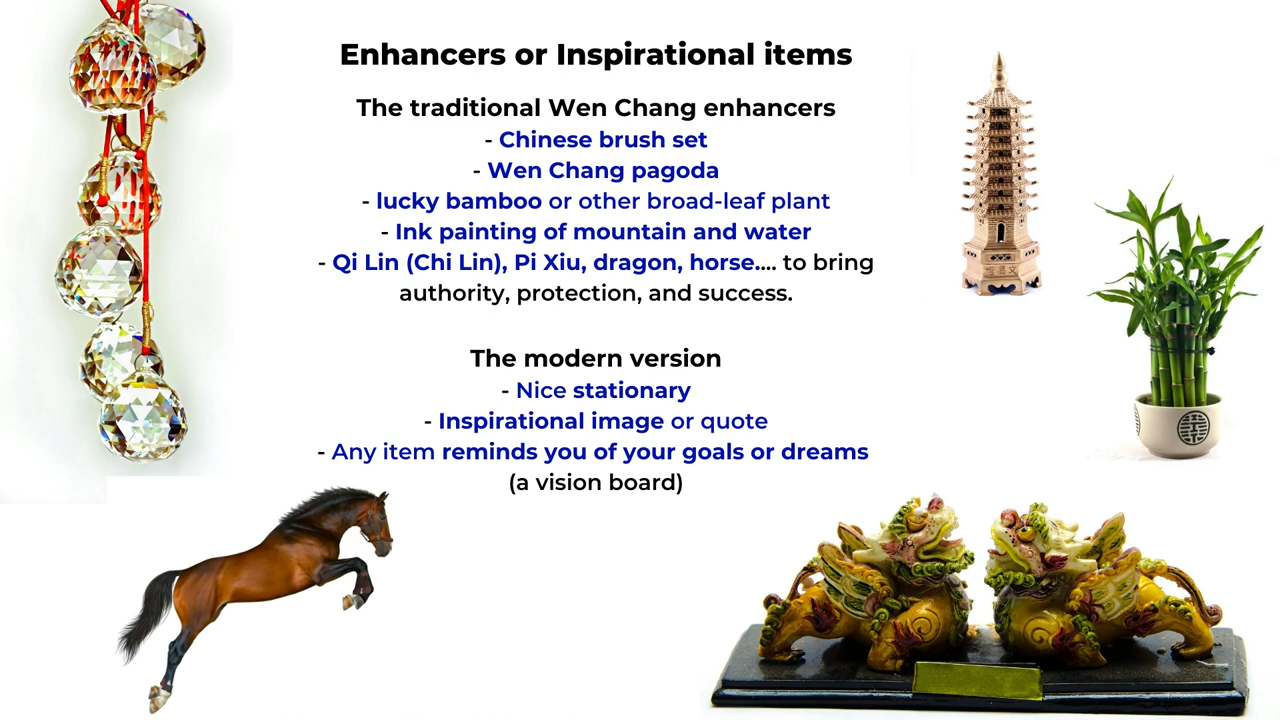 Enhancers or Inspirational items
The traditional Wen Chang enhancers
- Chinese brush set
- Wen Chang pagoda
- lucky bamboo or other broad-leaf plant
- Ink painting of mountain and water
- Qi Lin (Chi Lin), Pi Xiu, dragon, horse.... to bring
authority, protection, and success.
The modern version
- Nice stationary
- Inspirational image or quote
- Any item reminds you of your goals or dreams
(a vision board)